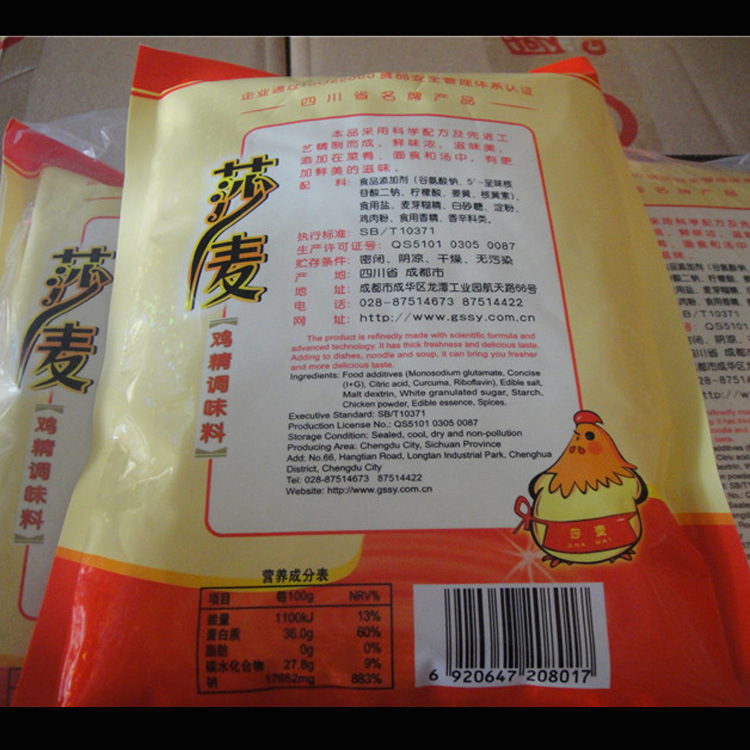 企业通过ISO22000食品安全管理体系认证
四川省名牌产品
莎麦
鸡精调味料
本品采用科学配方及先进工
艺精制而成，鲜味浓，滋味美，
添加在菜肴、面食和汤中，有更
加鲜美的滋味。
配 料：食品添加剂（谷氨酸钠、5'-呈味核
苷酸二钠、柠檬酸、姜黄、核黄素）、
食用盐、麦芽糊精、白砂糖、淀粉、
鸡肉粉、食用香精、香辛料类。
执行标准：SB/T10371
生产许可证号：QS5101 0305 0087
贮存条件：密闭、阴凉、干燥、无污染
产 地：四川省 成都市
地 址：成都市成华区龙潭工业园航天路66号
电 话：028-87514673 87514422
网 址：http://www.gssy.com.cn
The product is refinedly made with scientific formula and
advanced technology. It has thick freshness and delicious taste.
Adding to dishes, noodle and soup, it can bring you fresher
and more delicious taste.
Ingredients: Food additives (Monosodium glutamate, Concise
(I+G), Citric acid, Curcuma, Riboflavin), Edible salt,
Malt dextrin, White granulated sugar, Starch,
Chicken powder, Edible essence, Spices.
Executive Standard: SB/T10371
Production License No.: QS5101 0305 0087
Storage Condition: Sealed, cool, dry and non-pollution
Producing Area: Chengdu City, Sichuan Province
Add: No.66, Hangtian Road, Longtan Industrial Park, Chenghua
District, Chengdu City
Tel: 028-87514673 87514422
Website: http://www.gssy.com.cn
莎麦
SHA MAI
营养成分表
项目 每100g NRV%
能量 1100kJ 13%
蛋白质 36.0g 60%
脂肪 0g 0%
碳水化合物 27.8g 9%
钠 17652mg 883%
6 920647 208017